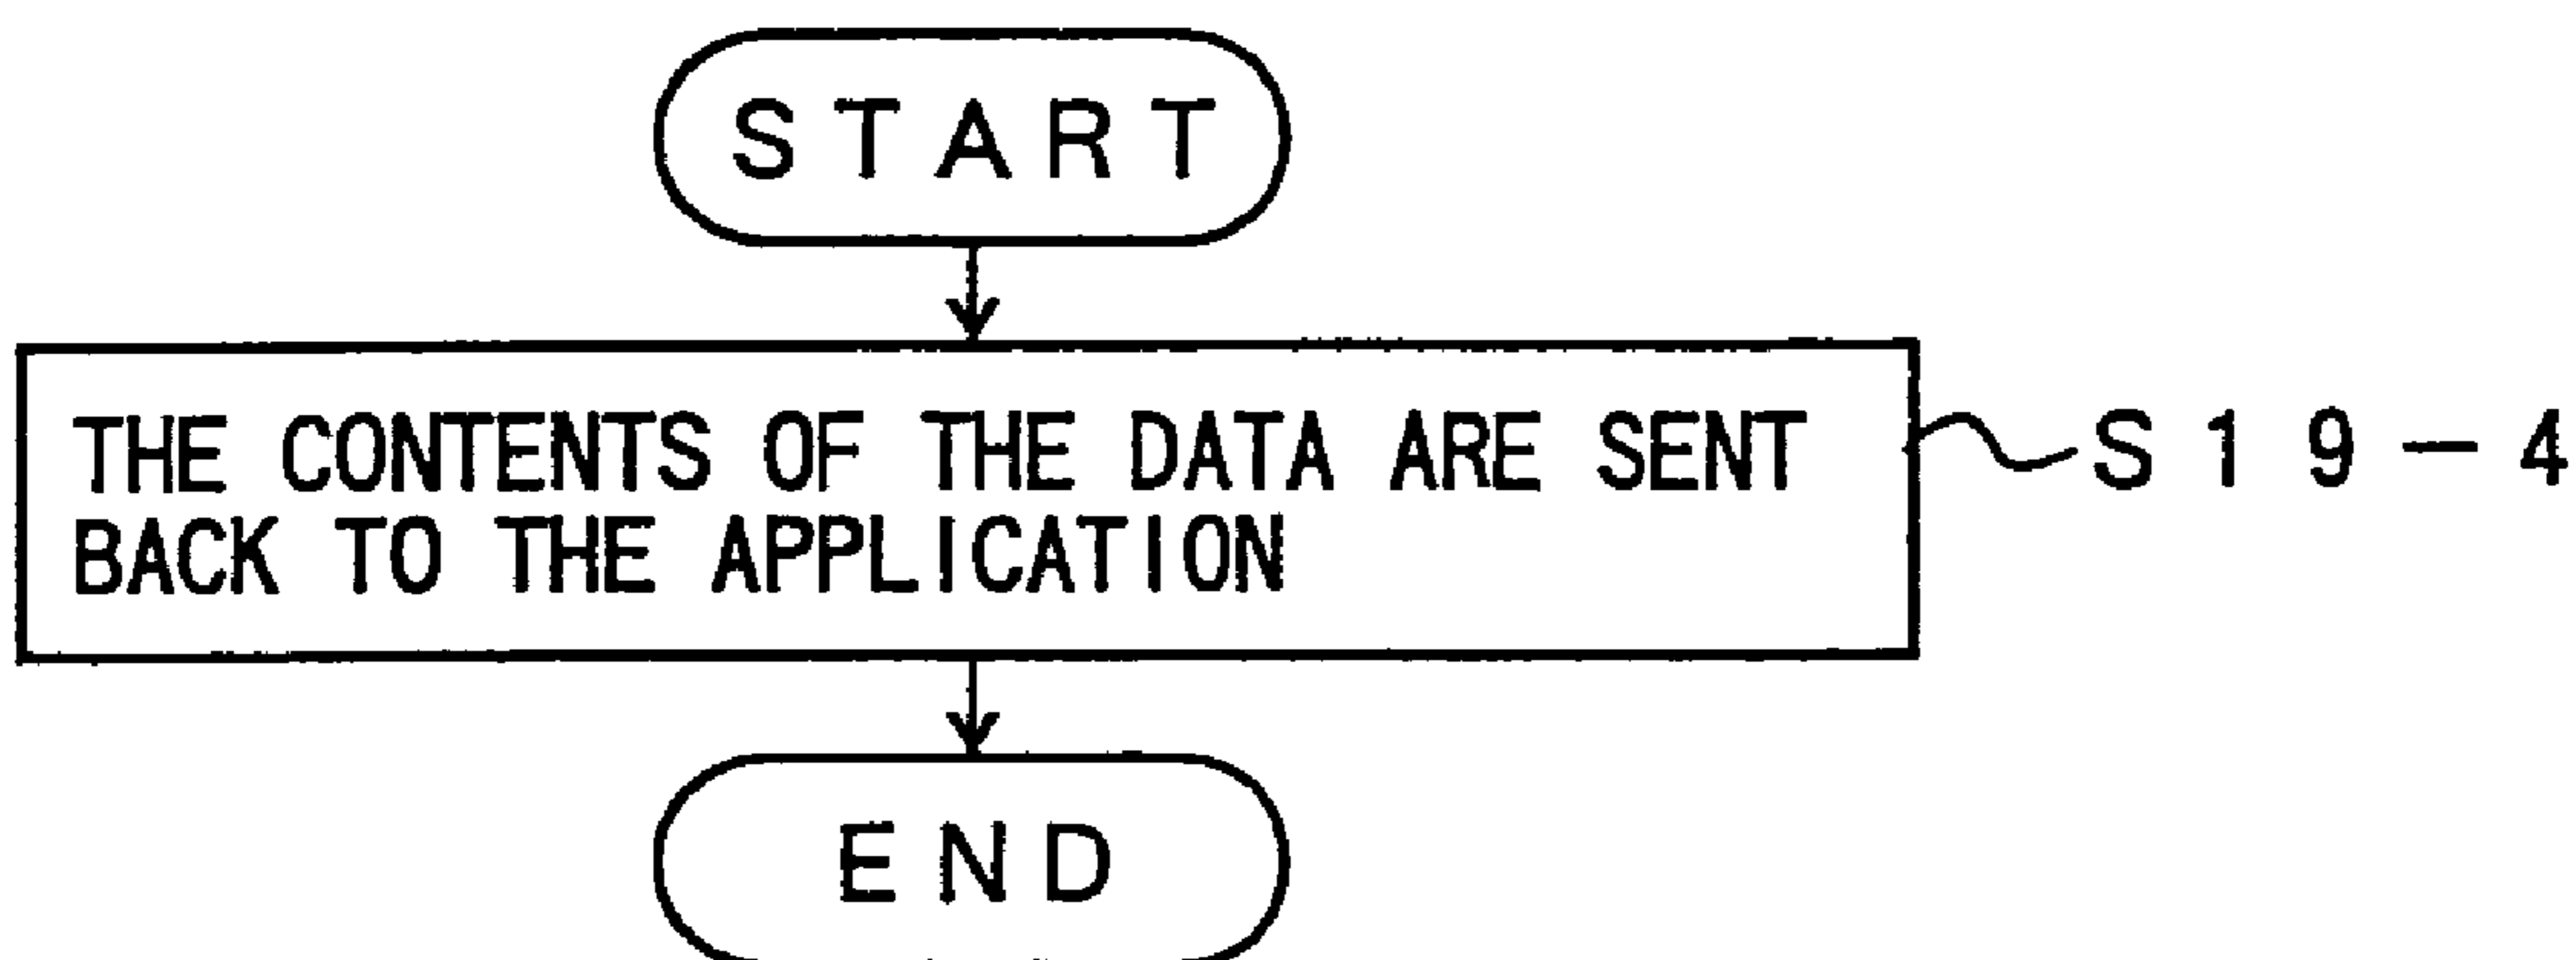 START
THE CONTENTS OF THE DATA ARE SENT
BACK TO THE APPLICATION
S19-4
END